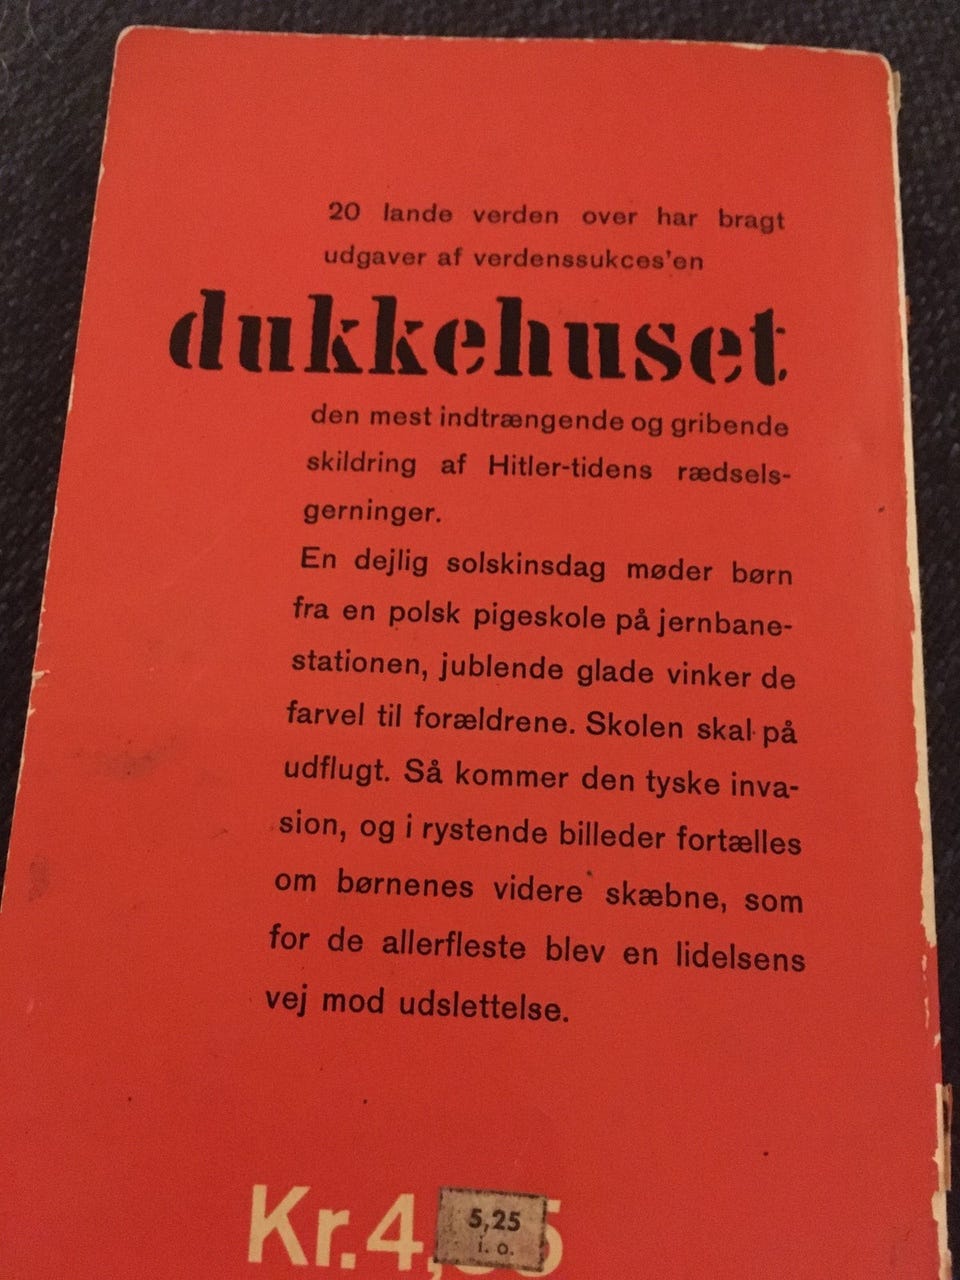 20 lande verden over har bragt
udgaver af verdenssukces'en
dukkehuset
den mest indtrængende og gribende
skildring af Hitler-tidens rædsels-
gerninger.
En dejlig solskinsdag møder børn
fra en polsk pigeskole på jernbane-
stationen, jublende glade vinker de
farvel til forældrene. Skolen skal på
udflugt. Så kommer den tyske inva-
sion, og i rystende billeder fortælles
om børnenes videre skæbne, som
for de allerfleste blev en lidelsens
vej mod udslettelse.
Kr. 4,
5,25
i. o.